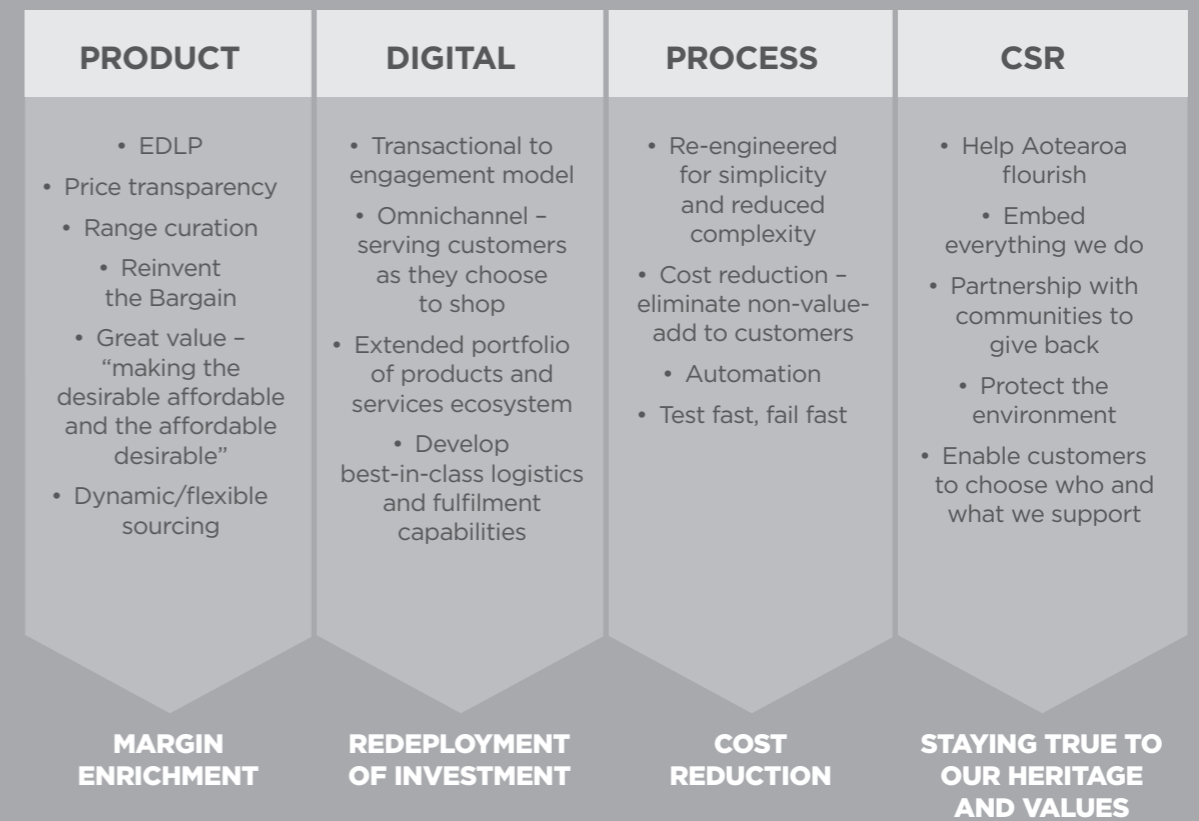 PRODUCT
• EDLP
• Price transparency
• Range curation
• Reinvent
the Bargain
• Great value –
“making the
desirable affordable
and the affordable
desirable”
• Dynamic/flexible
sourcing
MARGIN
ENRICHMENT
DIGITAL
• Transactional to
engagement model
• Omnichannel –
serving customers
as they choose
to shop
• Extended portfolio
of products and
services ecosystem
• Develop
best-in-class logistics
and fulfilment
capabilities
REDEPLOYMENT
OF INVESTMENT
PROCESS
• Re-engineered
for simplicity
and reduced
complexity
• Cost reduction –
eliminate non-value-
add to customers
• Automation
• Test fast, fail fast
COST
REDUCTION
CSR
• Help Aotearoa
flourish
• Embed
everything we do
• Partnership with
communities to
give back
• Protect the
environment
• Enable customers
to choose who and
what we support
STAYING TRUE TO
OUR HERITAGE
AND VALUES